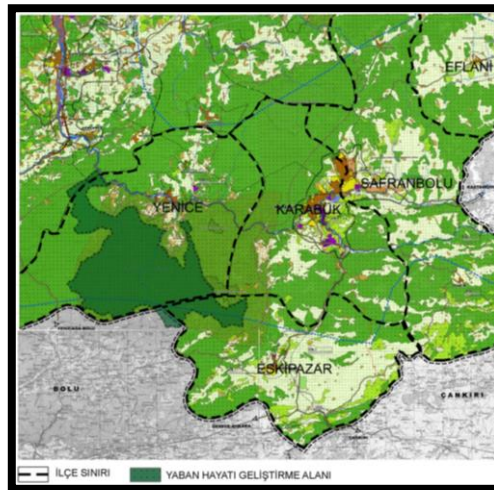 EFLANİ
SAFRANBOLU
YENİCE
KARABÜK
BOLU
ESKİPAZAR
ÇANKIRI
İLÇE SINIRI
YABAN HAYATI GELİŞTİRME ALANI